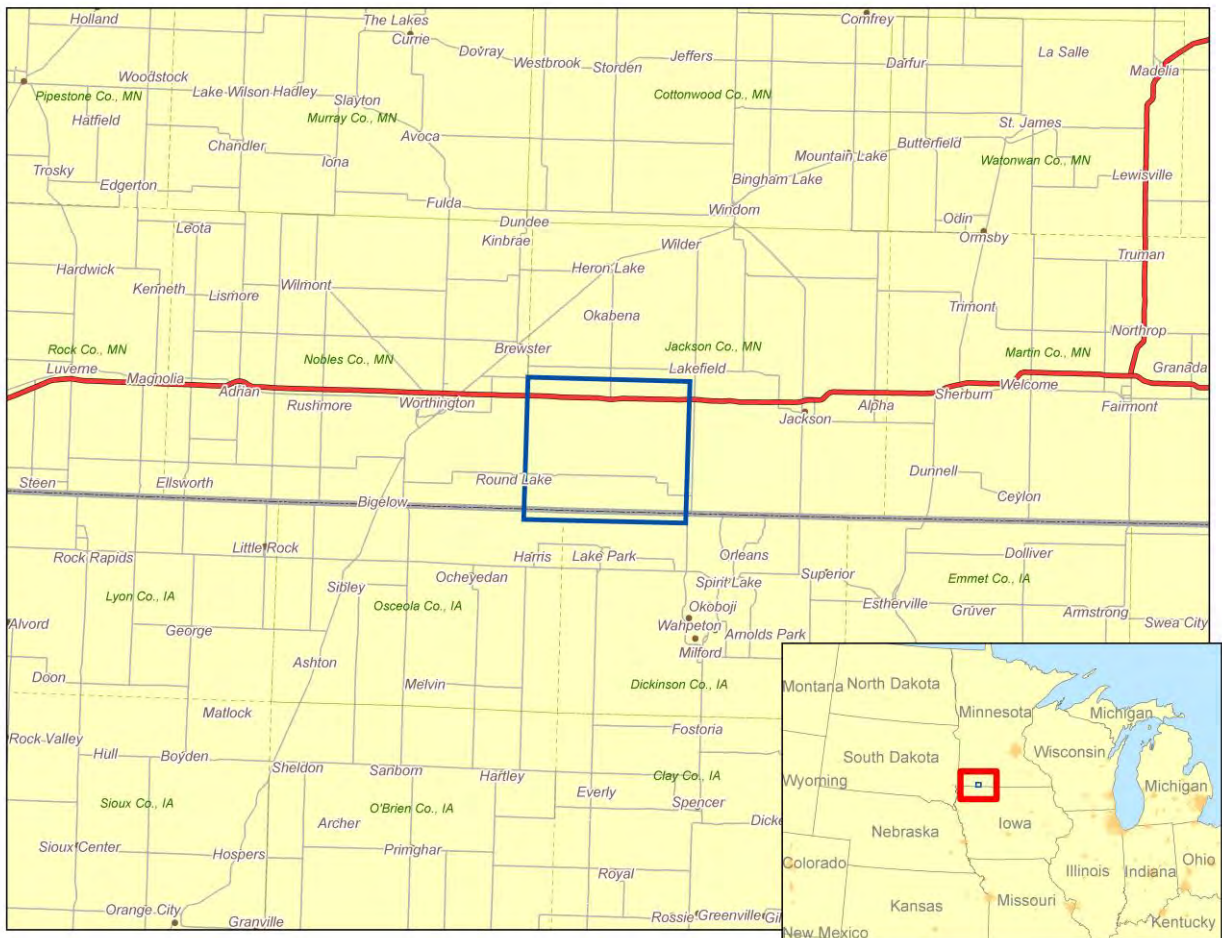 Holland
The Lakes
Currie
Comfrey
Dovray
Westbrook
Storden
Jeffers
Darfur
La Salle
Madelia
Woodstock
Pipestone Co., MN
Lake Wilson
Hadley
Slayton
Murray Co., MN
Cottonwood Co., MN
Hatfield
Avoca
St. James
Chandler
Iona
Butterfield
Mountain Lake
Watonwan Co., MN
Trosky
Edgerton
Bingham Lake
Lewisville
Fulda
Windom
Leota
Dundee
Odin
Kinbrae
Wilder
Ormsby
Hardwick
Heron Lake
Truman
Kenneth
Lismore
Wilmont
Trimont
Okabena
Northrop
Rock Co., MN
Nobles Co., MN
Brewster
Jackson Co., MN
Martin Co., MN
Luverne
Magnolia
Lakefield
Granada
Adrian
Rushmore
Worthington
Alpha
Sherburn
Welcome
Fairmont
Jackson
Steen
Ellsworth
Round Lake
Dunnell
Bigelow
Ceylon
Rock Rapids
Little Rock
Harris
Lake Park
Orleans
Dolliver
Sibley
Ocheyedan
Spirit Lake
Superior
Emmet Co., IA
Lyon Co., IA
Osceola Co., IA
Okoboji
Estherville
Gruver
Armstrong
Alvord
George
Wahpeton
Arnolds Park
Swea City
Ashton
Milford
Doon
Melvin
Dickinson Co., IA
Matlock
Fostoria
Rock Valley
Hull
Boyden
Sheldon
Sanborn
Hartley
Clay Co., IA
Sioux Co., IA
O'Brien Co., IA
Everly
Spencer
Archer
Dicke
Sioux Center
Hospers
Primghar
Royal
Orange City
Granville
Rossie
Greenville
Gil
Montana
North Dakota
Minnesota
Michigan
South Dakota
Wisconsin
Wyoming
Michigan
Iowa
Nebraska
Colorado
Illinois
Indiana
Ohio
Kansas
Missouri
Kentucky
New Mexico